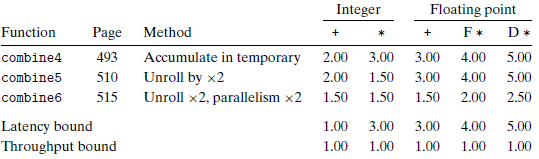 Integer Floating point
Function Page Method + * + F * D *
combine4 493 Accumulate in temporary 2.00 3.00 3.00 4.00 5.00
combine5 510 Unroll by ×2 2.00 1.50 3.00 4.00 5.00
combine6 515 Unroll ×2, parallelism ×2 1.50 1.50 1.50 2.00 2.50
Latency bound 1.00 3.00 3.00 4.00 5.00
Throughput bound 1.00 1.00 1.00 1.00 1.00